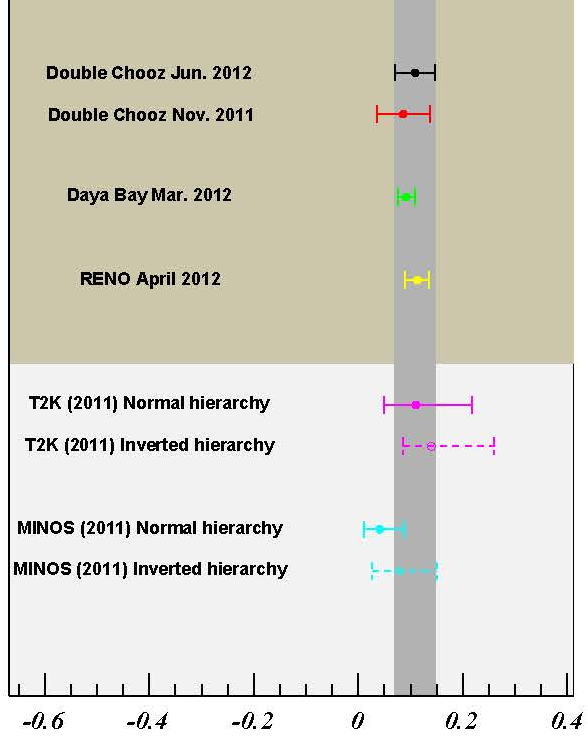 Double Chooz Jun. 2012
Double Chooz Nov. 2011
Daya Bay Mar. 2012
RENO April 2012
T2K (2011) Normal hierarchy
T2K (2011) Inverted hierarchy
MINOS (2011) Normal hierarchy
MINOS (2011) Inverted hierarchy
-0.6 -0.4 -0.2 0 0.2 0.4